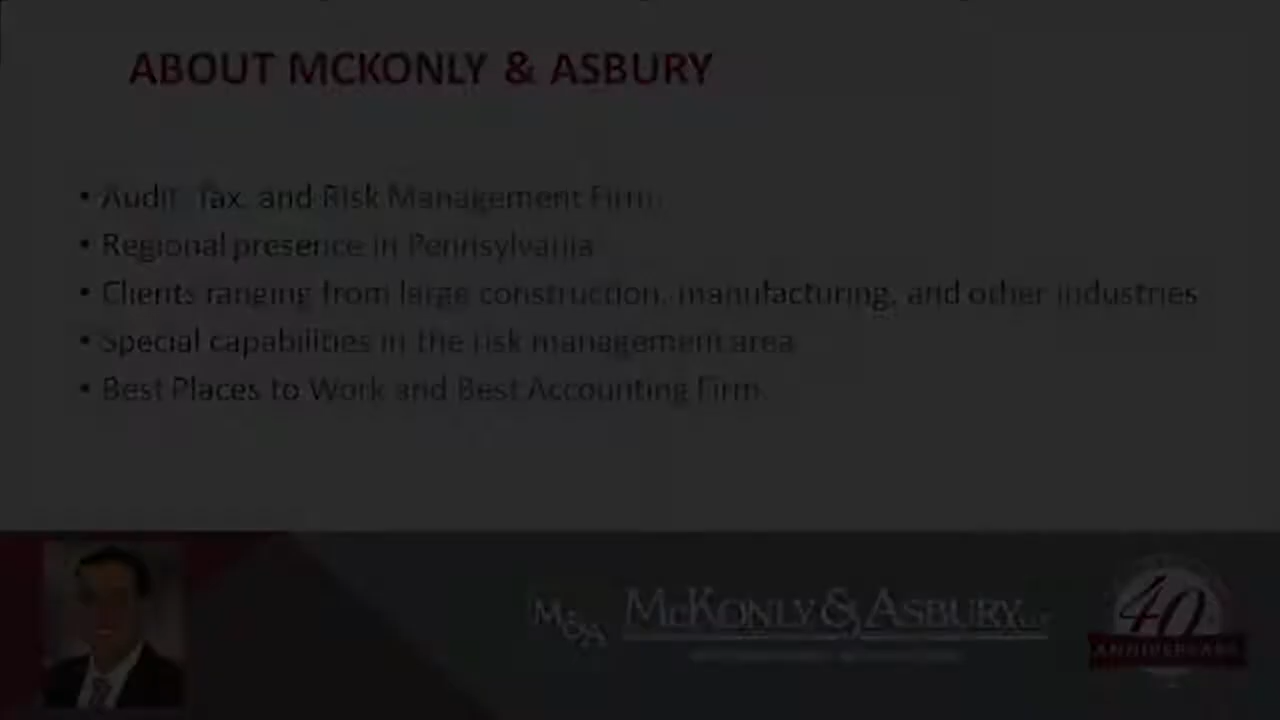 ABOUT MCKONLY & ASBURY
• Audit, Tax, and Risk Management Firm
• Regional presence in Pennsylvania
• Clients ranging from large construction, manufacturing, and other industries
• Special capabilities in the risk management area
• Best Places to Work and Best Accounting Firm
M&A MCKONLY & ASBURY
40
ANNIVERSARY